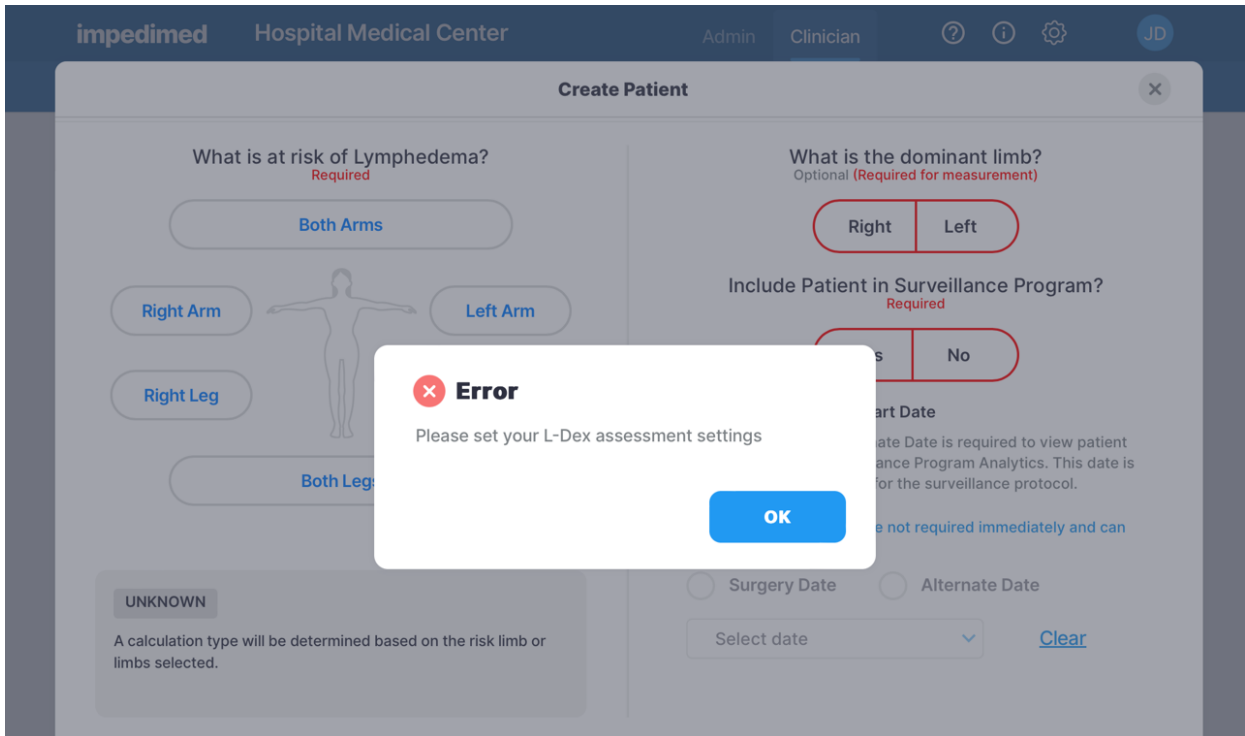 impedimed Hospital Medical Center Admin Clinician JD
Create Patient
What is at risk of Lymphedema?
Required
Both Arms
Right Arm
Left Arm
Right Leg
Both Legs
UNKNOWN
A calculation type will be determined based on the risk limb or
limbs selected.
What is the dominant limb?
Optional (Required for measurement)
Right Left
Include Patient in Surveillance Program?
Required
No
Date
Date is required to view patient
Program Analytics. This date is
for the surveillance protocol.
not required immediately and can
Surgery Date Alternate Date
Select date Clear
Error
Please set your L-Dex assessment settings
OK